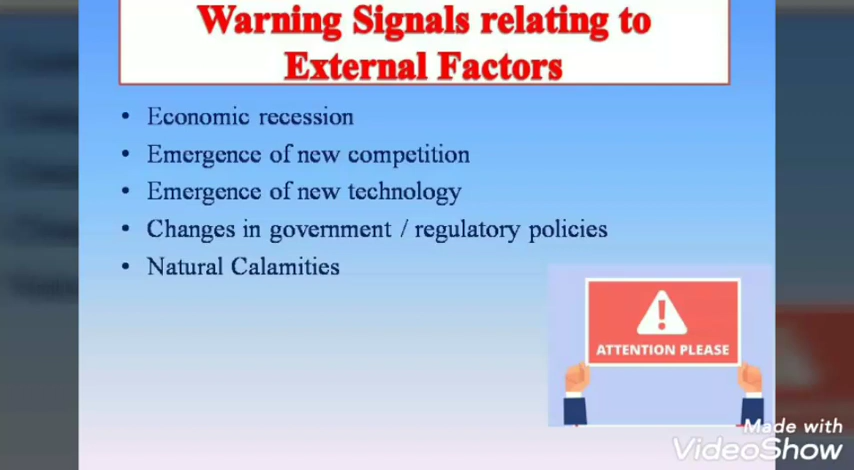 Warning Signals relating to
External Factors
• Economic recession
• Emergence of new competition
• Emergence of new technology
• Changes in government / regulatory policies
• Natural Calamities
ATTENTION PLEASE
Made with
VideoShow